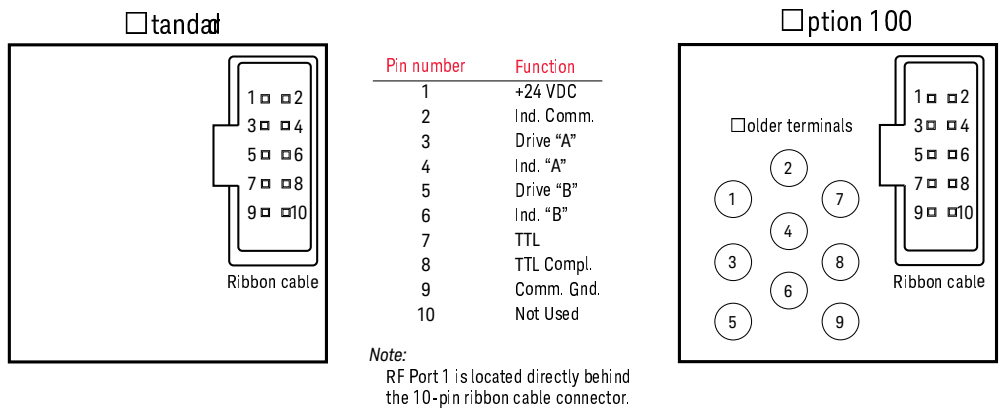 □tandard
1 2
3 4
5 6
7 8
9 10
Ribbon cable
Pin number Function
1 +24 VDC
2 Ind. Comm.
3 Drive “A”
4 Ind. “A”
5 Drive “B”
6 Ind. “B”
7 TTL
8 TTL Compl.
9 Comm. Gnd.
10 Not Used
Note:
RF Port 1 is located directly behind
the 10-pin ribbon cable connector.
□ption 100
□older terminals
2
1 7
4
3 8
6
5 9
1 2
3 4
5 6
7 8
9 10
Ribbon cable